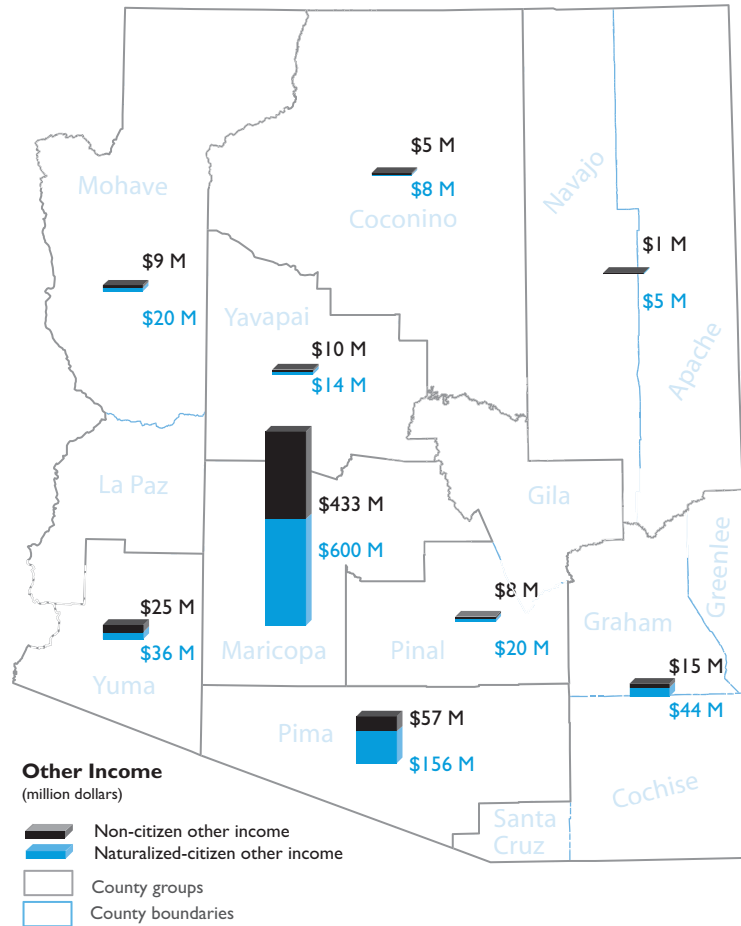 $5 M
Mohave
$8 M
Coconino
Navajo
$1 M
$9 M
$5 M
$20 M
Yavapai
Apache
$10 M
$14 M
La Paz
Gila
$433 M
$600 M
Greenlee
$25 M
$8 M
Graham
$36 M
Maricopa
Pinal
$20 M
$15 M
Yuma
$44 M
Pima
$57 M
$156 M
Cochise
Santa
Cruz
Other Income
(million dollars)
Non-citizen other income
Naturalized-citizen other income
County groups
County boundaries